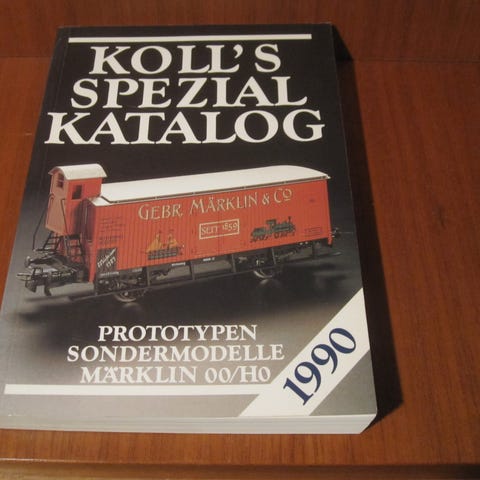 KOLL'S
SPEZIAL
KATALOG
GEBR. MÄRKLIN & CO
SEIT 1859
PROTOTYPEN
SONDERMODELLE
MÄRKLIN 00/H0
1990